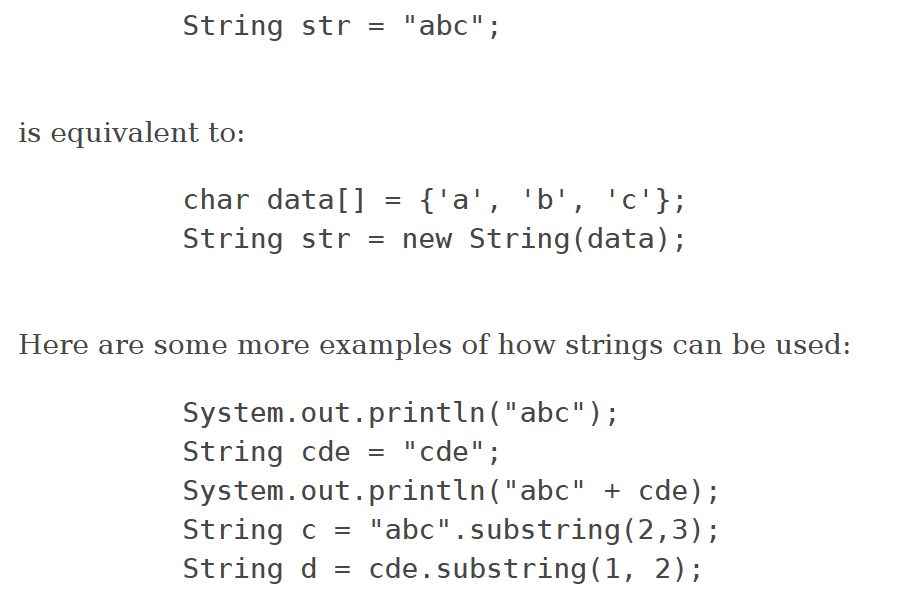 String str = "abc";
is equivalent to:
char data[] = {'a', 'b', 'c'};
String str = new String(data);
Here are some more examples of how strings can be used:
System.out.println("abc");
String cde = "cde";
System.out.println("abc" + cde);
String c = "abc".substring(2,3);
String d = cde.substring(1, 2);